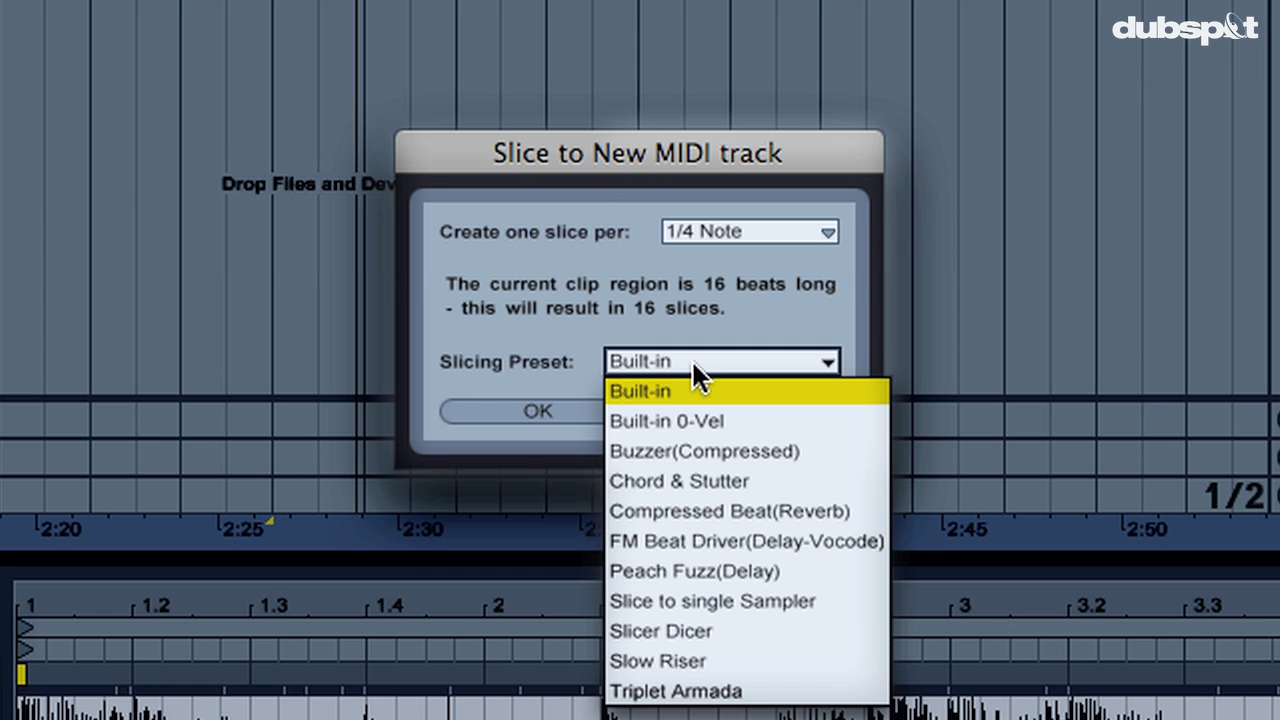 dubspot
Slice to New MIDI track
Drop Files and Dev
Create one slice per: 1/4 Note
The current clip region is 16 beats long
- this will result in 16 slices.
Slicing Preset: Built-in
OK
Built-in
Built-in 0-Vel
Buzzer(Compressed)
Chord & Stutter
Compressed Beat(Reverb)
FM Beat Driver(Delay-Vocode)
Peach Fuzz(Delay)
Slice to single Sampler
Slicer Dicer
Slow Riser
Triplet Armada
1/2
2:20 2:25 2:30 2: 2:45 2:50
1 1.2 1.3 1.4 2 3 3.2 3.3